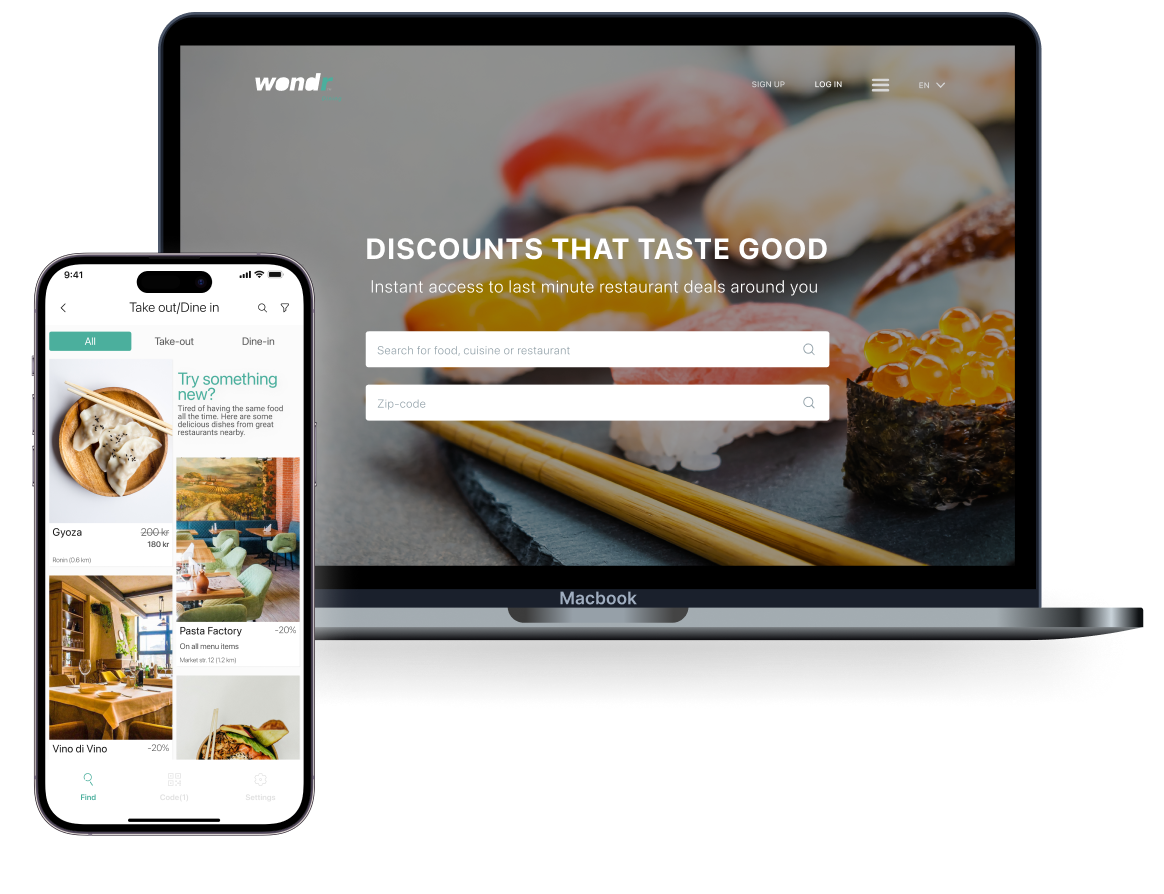 wondr
SIGN UP
LOG IN
EN
DISCOUNTS THAT TASTE GOOD
Instant access to last minute restaurant deals around you
Search for food, cuisine or restaurant
Zip-code
Macbook
9:41
Take out/Dine in
All
Take-out
Dine-in
Try something
new?
Tired of having the same food
all the time. Here are some
delicious dishes from great
restaurants nearby.
Gyoza
200 kr
180 kr
Ronin (0.6 km)
Pasta Factory
-20%
On all menu items
Market str. 12 (1.2 km)
Vino di Vino
-20%
Find
Code(1)
Settings